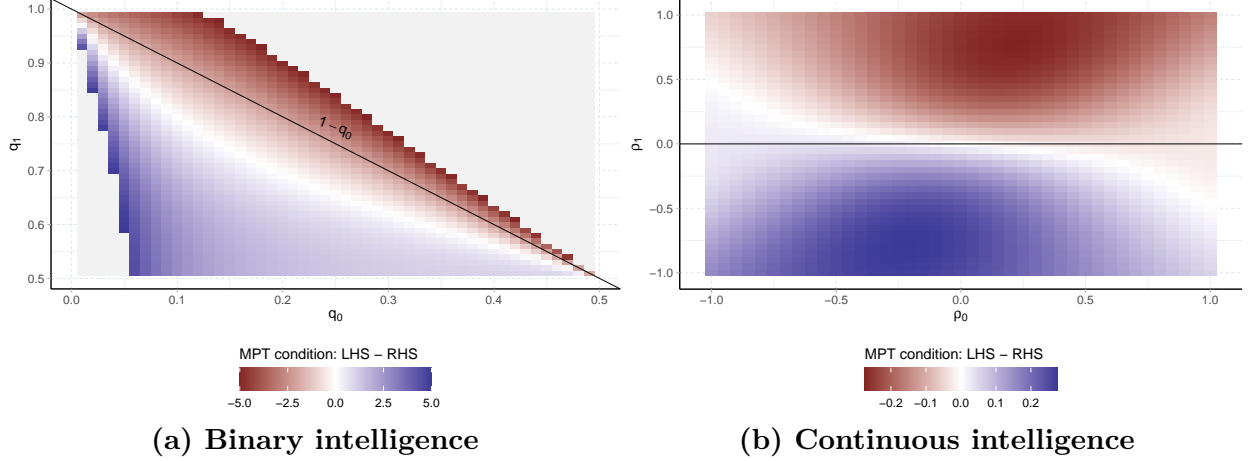 1.0
0.9
0.8
0.7
0.6
0.5
q1
1−q0
0.0 0.1 0.2 0.3 0.4 0.5
q0
MPT condition: LHS − RHS
−5.0 −2.5 0.0 2.5 5.0
(a) Binary intelligence
1.0
0.5
0.0
−0.5
−1.0
ρ1
−1.0 −0.5 0.0 0.5 1.0
ρ0
MPT condition: LHS − RHS
−0.2 −0.1 0.0 0.1 0.2
(b) Continuous intelligence